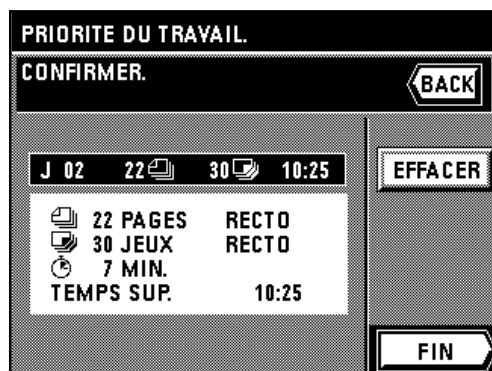 PRIORITE DU TRAVAIL.
CONFIRMER.
BACK
J 02 22 30 10:25
EFFACER
22 PAGES RECTO
30 JEUX RECTO
7 MIN.
TEMPS SUP. 10:25
FIN